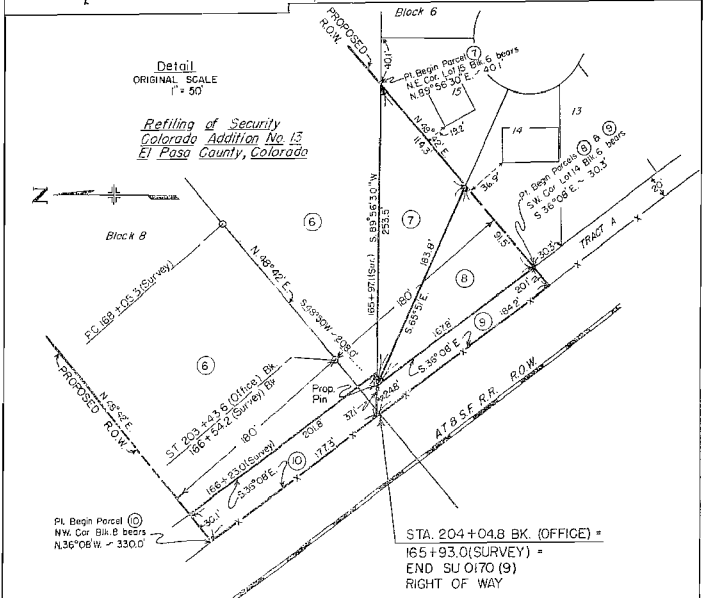 Block 6
PROPOSED
R.O.W.
40.1'
Detail
ORIGINAL SCALE
1" = 50'
Pt. Begin Parcel 7
N.E. Cor. Lot 15 Blk. 6 bears
N.89°56'30"E. ~ 40.1'
15
19.2'
N 48°42'E.
114.3'
13
14
36.9'
Refiling of Security
Colorado Addition No. 13
El Paso County, Colorado
Pt. Begin Parcels 8 & 9
S.W. Cor. Lot 14 Blk. 6 bears
S.36°08'E. ~ 30.3'
N
Block 8
6
7
S.89°56'30"W
253.5'
165+97.1 (Sur.)
183.8'
S.65°51'E.
91.5'
30.3'
20'
TRACT A
P.C. 168+05.3 (Survey)
N 48°42'E.
S.48°30'W ~ 208.0'
180'
8
20.1'
184.2'
167.8'
S.36°08'E.
9
6
PROPOSED
R.O.W.
N 48°42'E.
S.T. 203+43.6 (Office) Bk
166+54.2 (Survey) Bk
180'
Prop.
Pin
24.8'
37.1'
AT & S.F. R.R. R.O.W.
166+23.0 (Survey)
201.8
S.36°08'E.
10
177.3'
30.1'
Pt. Begin Parcel 10
NW. Cor Blk. 8 bears
N.36°08'W. ~ 330.0'
STA. 204+04.8 BK. (OFFICE) =
165+93.0 (SURVEY) =
END SU 0170 (9)
RIGHT OF WAY